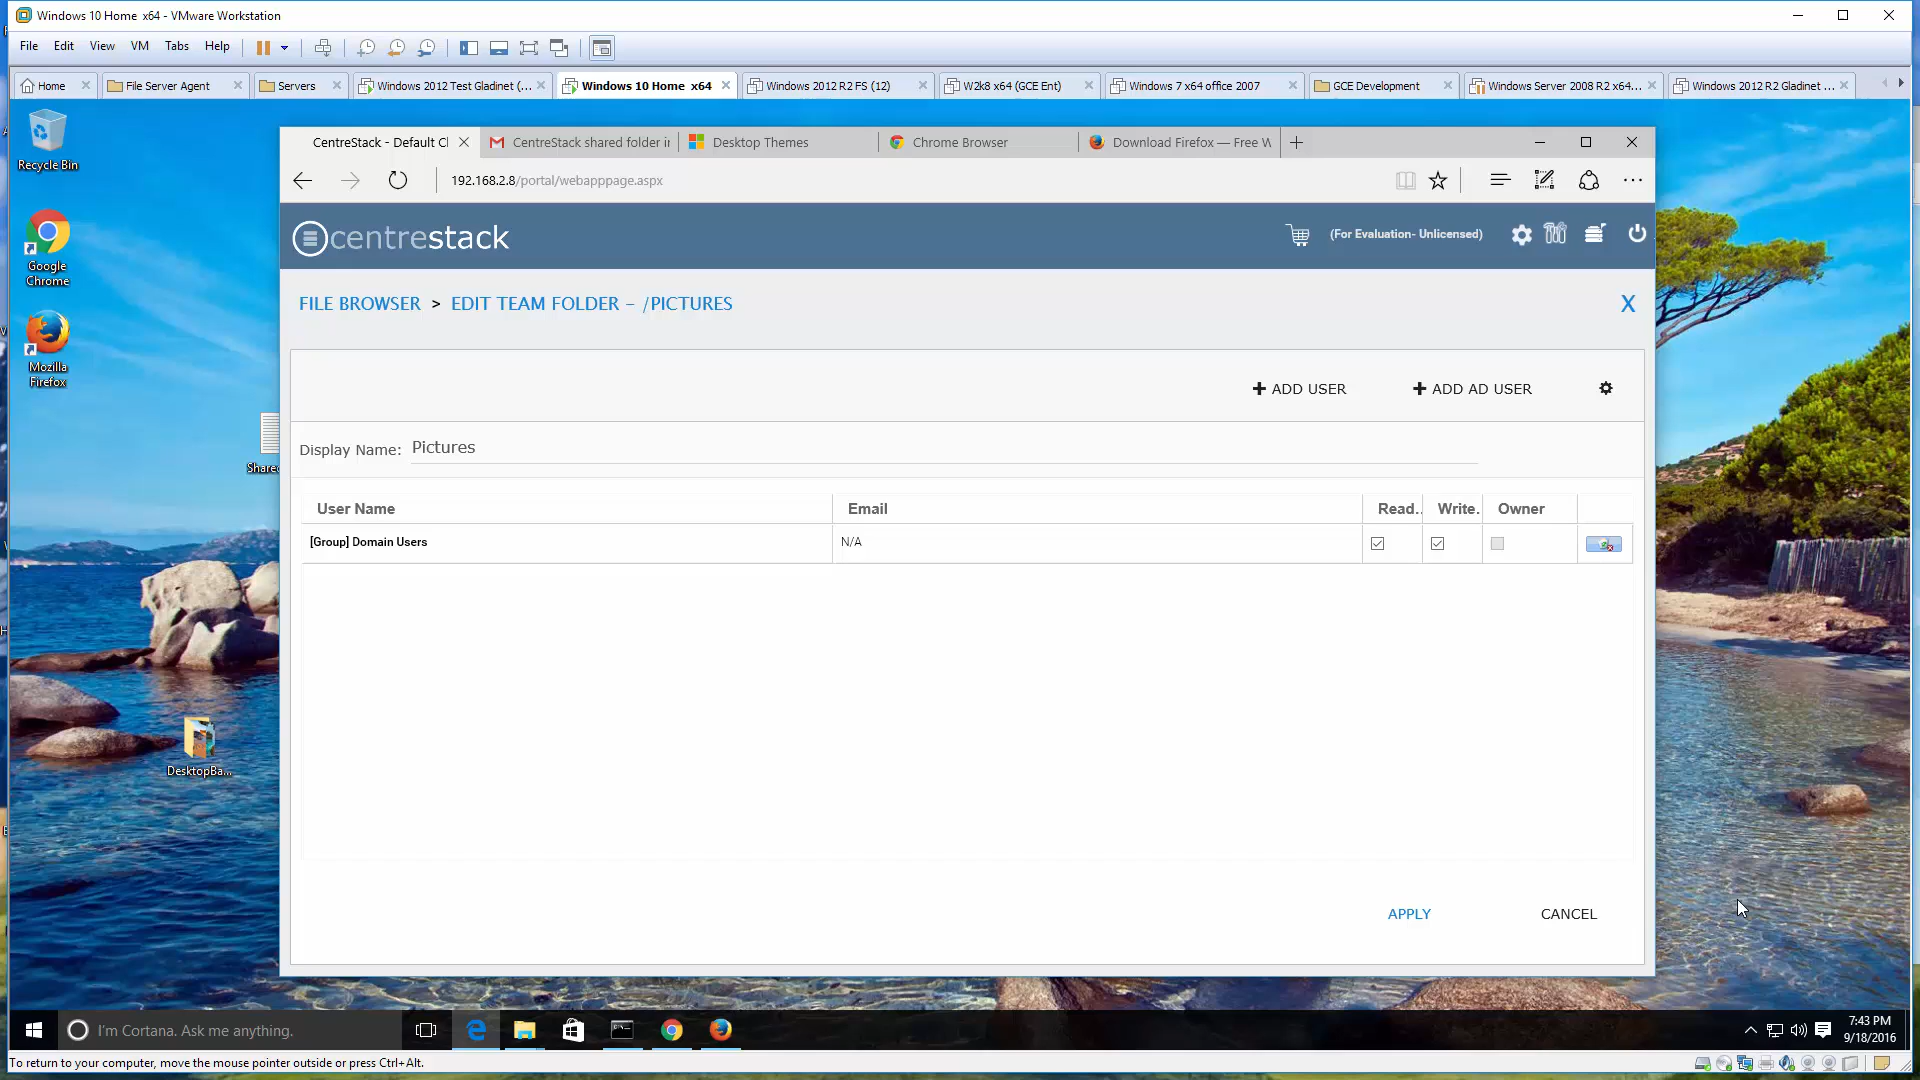 Windows 10 Home x64 - VMware Workstation
File Edit View VM Tabs Help
Home
File Server Agent
Servers
Windows 2012 Test Gladinet (...
Windows 10 Home x64
Windows 2012 R2 FS (12)
W2k8 x64 (GCE Ent)
Windows 7 x64 office 2007
GCE Development
Windows Server 2008 R2 x64...
Windows 2012 R2 Gladinet ...
Recycle Bin
Google
Chrome
Mozilla
Firefox
Shared
DesktopBa...
CentreStack - Default Cl
CentreStack shared folder in
Desktop Themes
Chrome Browser
Download Firefox — Free W
192.168.2.8/portal/webapppage.aspx
centrestack
(For Evaluation- Unlicensed)
FILE BROWSER > EDIT TEAM FOLDER – /PICTURES
X
ADD USER
ADD AD USER
Display Name: Pictures
User Name Email Read.. Write. Owner
[Group] Domain Users N/A
APPLY CANCEL
I'm Cortana. Ask me anything.
7:43 PM
9/18/2016
To return to your computer, move the mouse pointer outside or press Ctrl+Alt.